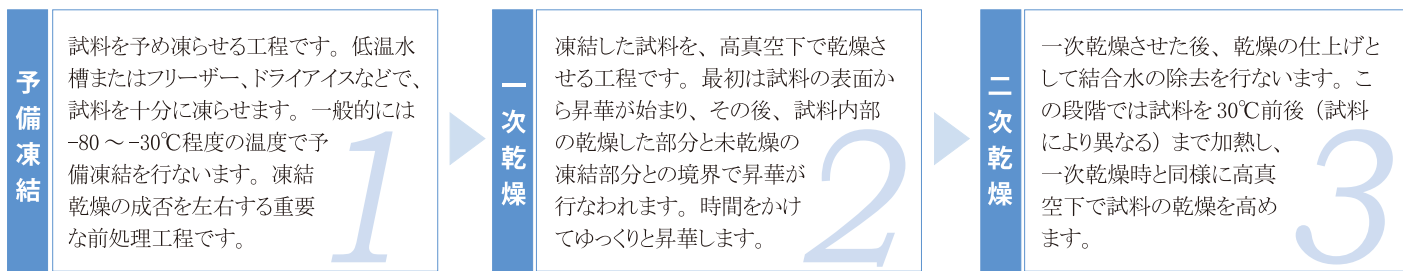 予備凍結
試料を予め凍らせる工程です。低温水
槽またはフリーザー、ドライアイスなどで、
試料を十分に凍らせます。一般的には
-80 ～ -30℃程度の温度で予
備凍結を行ないます。凍結
乾燥の成否を左右する重要
な前処理工程です。
1
一次乾燥
凍結した試料を、高真空下で乾燥さ
せる工程です。最初は試料の表面か
ら昇華が始まり、その後、試料内部
の乾燥した部分と未乾燥の
凍結部分との境界で昇華が
行なわれます。時間をかけ
てゆっくりと昇華します。
2
二次乾燥
一次乾燥させた後、乾燥の仕上げと
して結合水の除去を行ないます。こ
の段階では試料を30℃前後（試料
により異なる）まで加熱し、
一次乾燥時と同様に高真
空下で試料の乾燥を高め
ます。
3